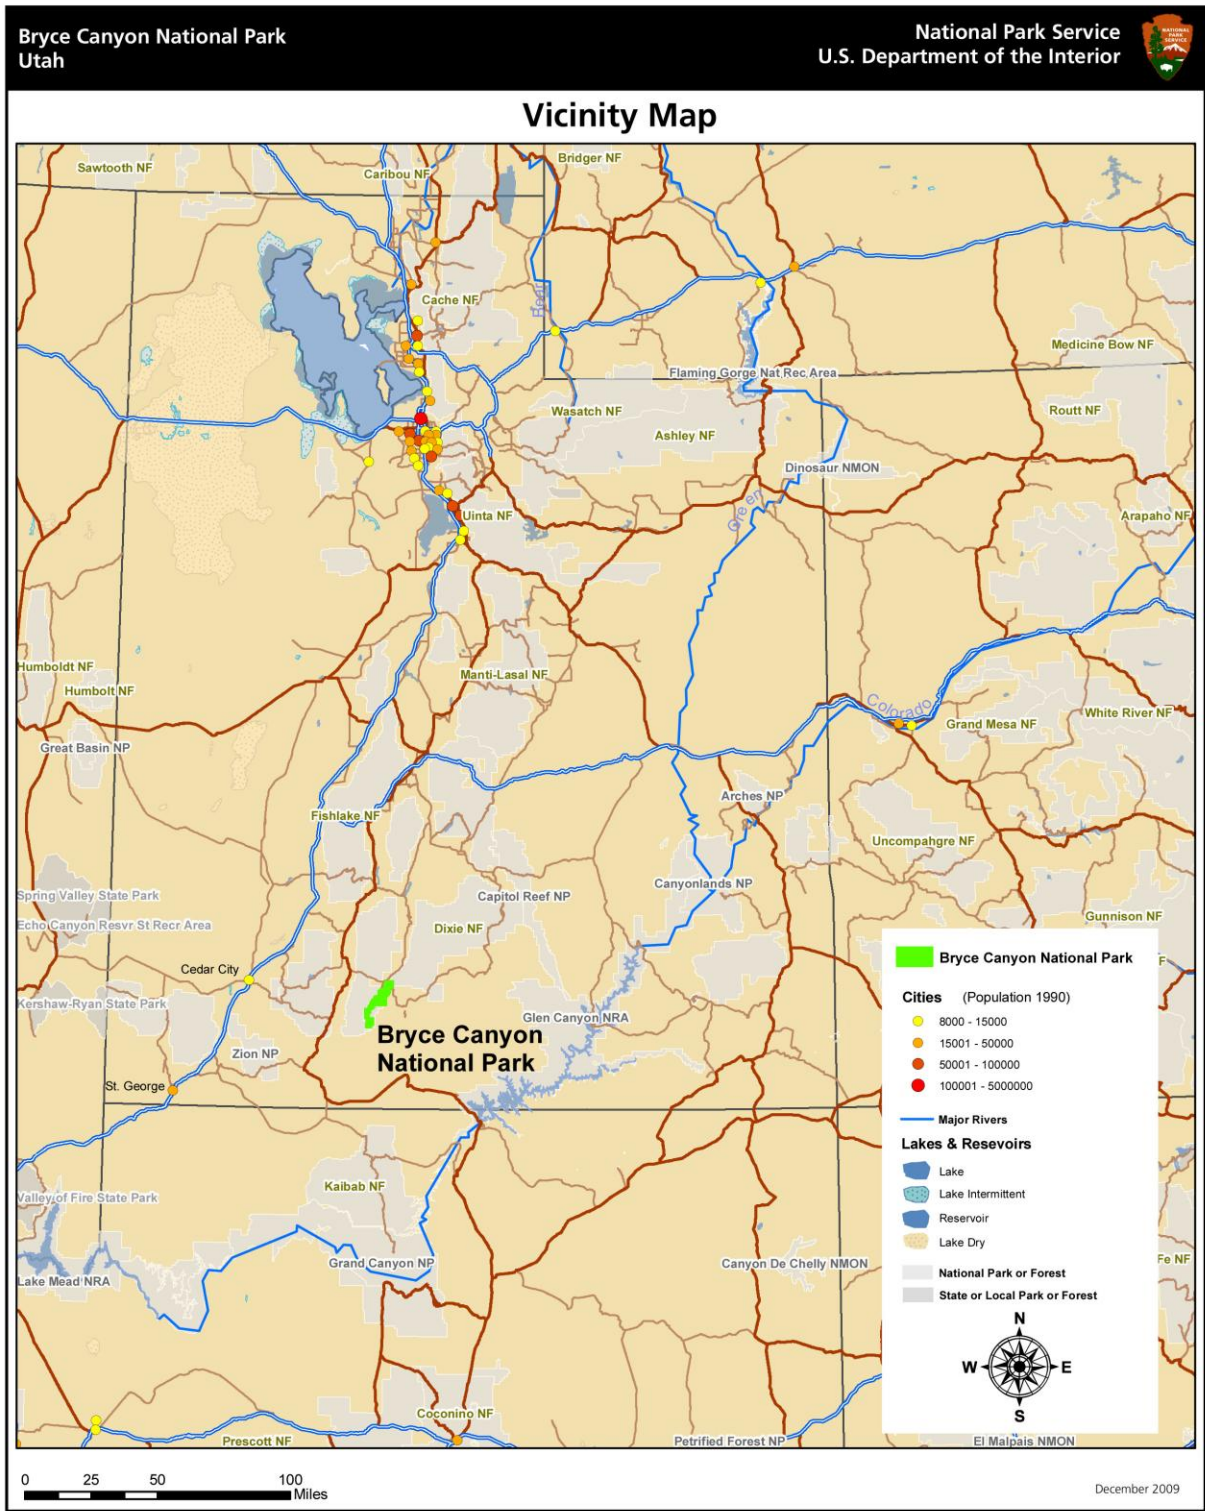 Bryce Canyon National Park
Utah
National Park Service
U.S. Department of the Interior
NATIONAL
PARK
SERVICE
Vicinity Map
Sawtooth NF
Caribou NF
Bridger NF
Cache NF
Bear
Medicine Bow NF
Flaming Gorge Nat Rec Area
Wasatch NF
Routt NF
Ashley NF
Dinosaur NMON
Green
Uinta NF
Arapaho NF
Humboldt NF
Manti-Lasal NF
Humbolt NF
Colorado
White River NF
Grand Mesa NF
Great Basin NP
Arches NP
Fishlake NF
Uncompahgre NF
Canyonlands NP
Spring Valley State Park
Capitol Reef NP
Gunnison NF
Echo Canyon Resvr St Recr Area
Dixie NF
Cedar City
Kershaw-Ryan State Park
Glen Canyon NRA
Bryce Canyon
National Park
Zion NP
St. George
Kaibab NF
Valley of Fire State Park
Grand Canyon NP
Canyon De Chelly NMON
Lake Mead NRA
Coconino NF
Prescott NF
Petrified Forest NP
El Malpais NMON
F
Fe NF
Bryce Canyon National Park
Cities (Population 1990)
8000 - 15000
15001 - 50000
50001 - 100000
100001 - 5000000
Major Rivers
Lakes & Resevoirs
Lake
Lake Intermittent
Reservoir
Lake Dry
National Park or Forest
State or Local Park or Forest
N
W E
S
0 25 50 100
Miles
December 2009